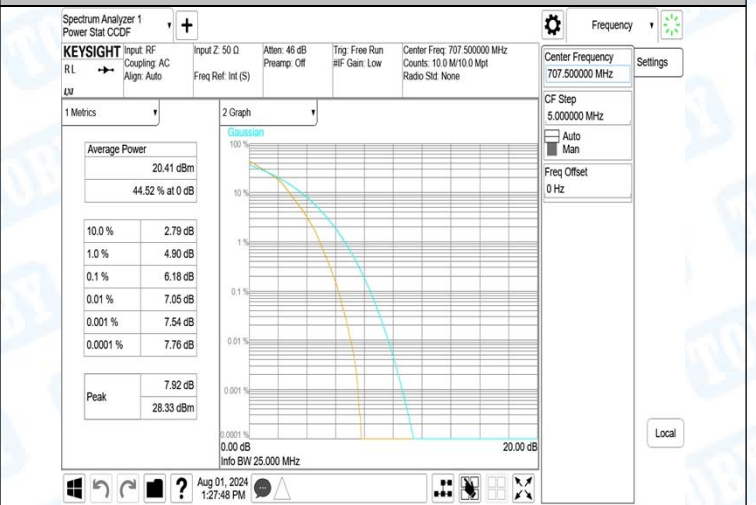 Spectrum Analyzer 1
Power Stat CCDF
Frequency
KEYSIGHT
RL
LXI
Input: RF
Coupling: AC
Align: Auto
Input Z: 50 Ω
Freq Ref: Int (S)
Atten: 46 dB
Preamp: Off
Trig: Free Run
#IF Gain: Low
Center Freq: 707.500000 MHz
Counts: 10.0 M/10.0 Mpt
Radio Std: None
Center Frequency
707.500000 MHz
Settings
CF Step
5.000000 MHz
Auto
Man
Freq Offset
0 Hz
1 Metrics
Average Power
20.41 dBm
44.52 % at 0 dB
10.0 % 2.79 dB
1.0 % 4.90 dB
0.1 % 6.18 dB
0.01 % 7.05 dB
0.001 % 7.54 dB
0.0001 % 7.76 dB
Peak 7.92 dB
28.33 dBm
2 Graph
Gaussian
100 %
10 %
1 %
0.1 %
0.01 %
0.001 %
0.0001 %
0.00 dB 20.00 dB
Info BW 25.000 MHz
Local
Aug 01, 2024
1:27:48 PM